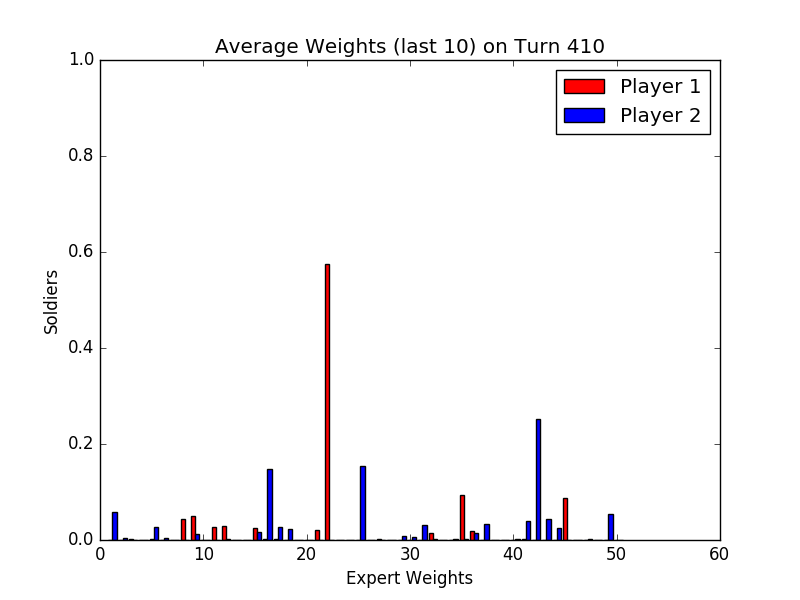 Average Weights (last 10) on Turn 410
1.0
0.8
0.6
0.4
0.2
0.0
Soldiers
Player 1
Player 2
0 10 20 30 40 50 60
Expert Weights